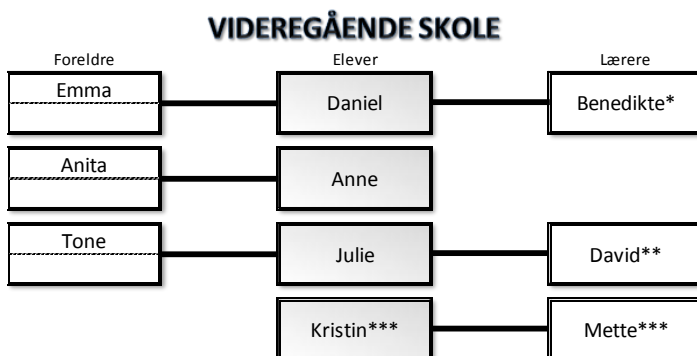 VIDEREGÅENDE SKOLE
Foreldre Elever Lærere
Emma Daniel Benedikte*
Anita Anne
Tone Julie David**
Kristin*** Mette***